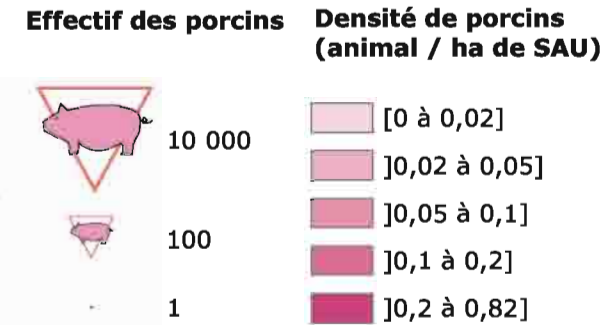 Effectif des porcins
10 000
100
1
Densité de porcins
(animal / ha de SAU)
[0 à 0,02]
]0,02 à 0,05]
]0,05 à 0,1]
]0,1 à 0,2]
]0,2 à 0,82]